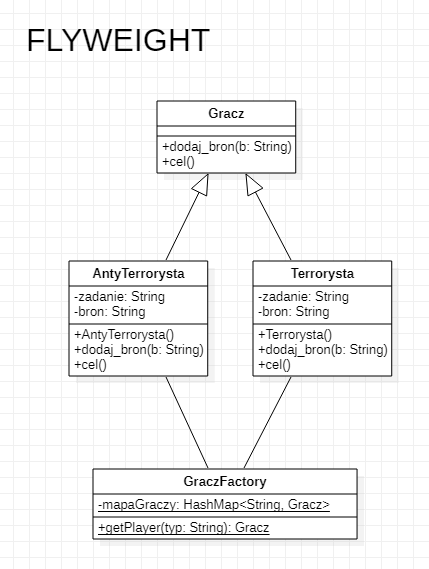 FLYWEIGHT
Gracz
+dodaj_bron(b: String)
+cel()
AntyTerrorysta
-zadanie: String
-bron: String
+AntyTerrorysta()
+dodaj_bron(b: String)
+cel()
Terrorysta
-zadanie: String
-bron: String
+Terrorysta()
+dodaj_bron(b: String)
+cel()
GraczFactory
-mapaGraczy: HashMap<String, Gracz>
+getPlayer(typ: String): Gracz